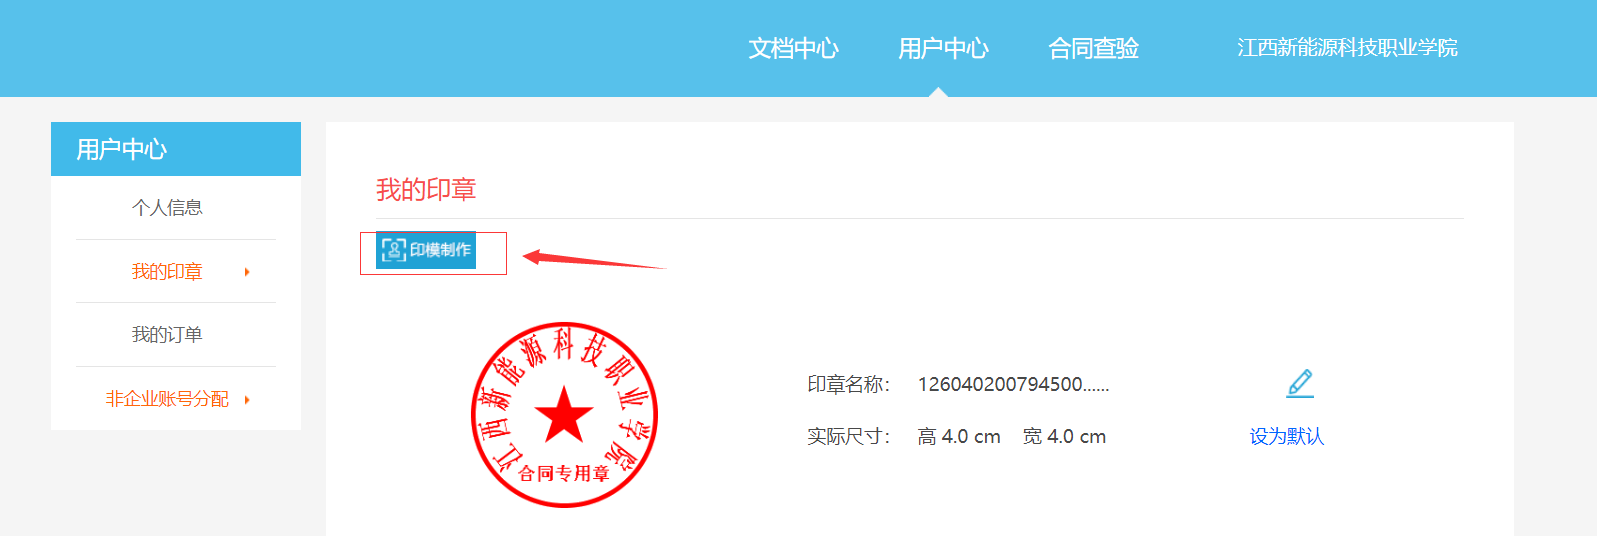 文档中心 用户中心 合同查验 江西新能源科技职业学院
用户中心
个人信息
我的印章
我的订单
非企业账号分配
我的印章
印模制作
江西新能源科技职业学院
合同专用章
印章名称： 126040200794500......
实际尺寸： 高 4.0 cm 宽 4.0 cm
设为默认